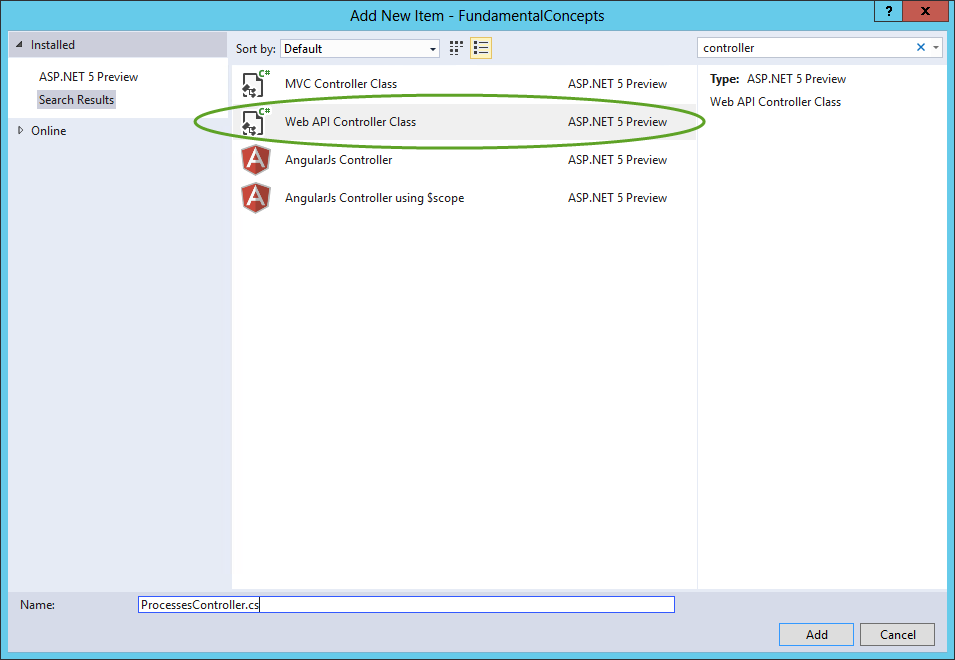 Add New Item - FundamentalConcepts
? X
Installed
ASP.NET 5 Preview
Search Results
Online
Sort by: Default
MVC Controller Class ASP.NET 5 Preview
Web API Controller Class ASP.NET 5 Preview
AngularJs Controller ASP.NET 5 Preview
AngularJs Controller using $scope ASP.NET 5 Preview
C#
C#
A
A
controller
Type: ASP.NET 5 Preview
Web API Controller Class
Name: ProcessesController.cs
Add Cancel